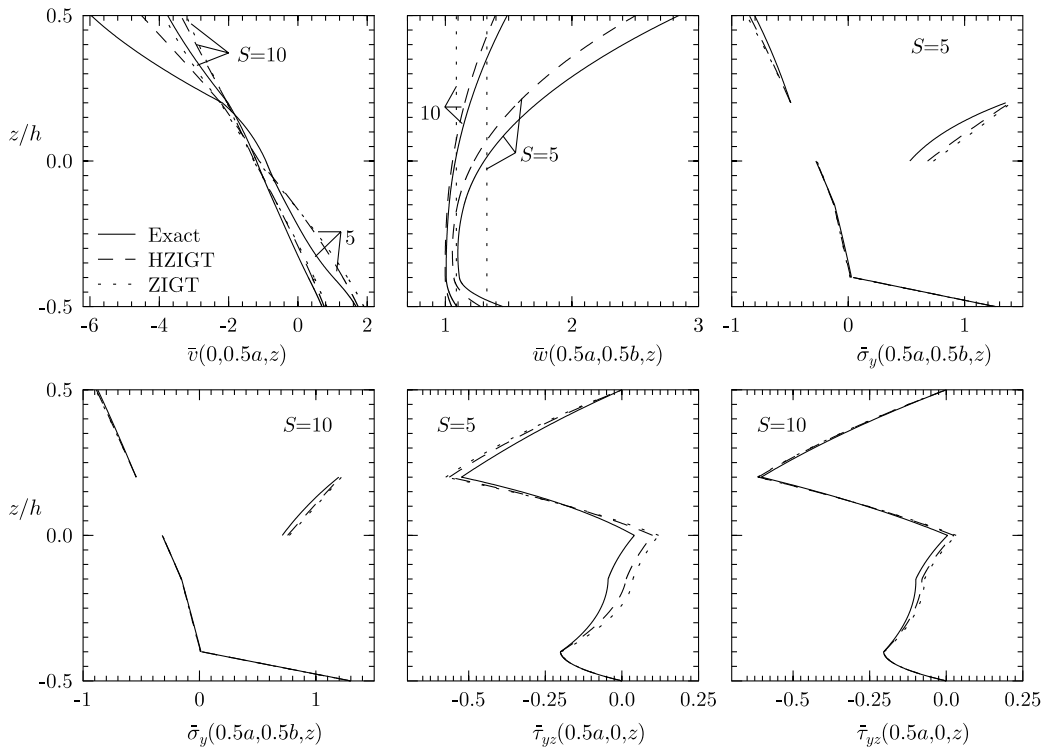 0.5
z/h
0.0
-0.5
S=10
5
Exact
HZIGT
ZIGT
-6 -4 -2 0 2
v̄(0,0.5a,z)
10
S=5
1 2 3
w̄(0.5a,0.5b,z)
S=5
-1 0 1
σ̄y(0.5a,0.5b,z)
0.5
z/h
0.0
-0.5
S=10
-1 0 1
σ̄y(0.5a,0.5b,z)
S=5
-0.5 -0.25 0.0 0.25
τ̄yz(0.5a,0,z)
S=10
-0.5 -0.25 0.0 0.25
τ̄yz(0.5a,0,z)